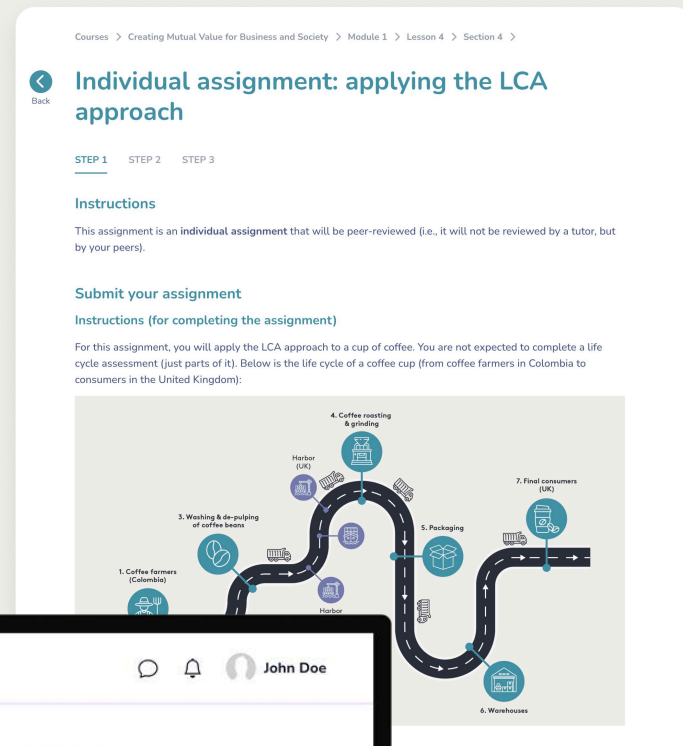 Courses > Creating Mutual Value for Business and Society > Module 1 > Lesson 4 > Section 4 >
Back
Individual assignment: applying the LCA
approach
STEP 1 STEP 2 STEP 3
Instructions
This assignment is an individual assignment that will be peer-reviewed (i.e., it will not be reviewed by a tutor, but
by your peers).
Submit your assignment
Instructions (for completing the assignment)
For this assignment, you will apply the LCA approach to a cup of coffee. You are not expected to complete a life
cycle assessment (just parts of it). Below is the life cycle of a coffee cup (from coffee farmers in Colombia to
consumers in the United Kingdom):
4. Coffee roasting
& grinding
Harbor
(UK)
7. Final consumers
(UK)
3. Washing & de-pulping
of coffee beans
5. Packaging
1. Coffee farmers
(Colombia)
Harbor
6. Warehouses
John Doe